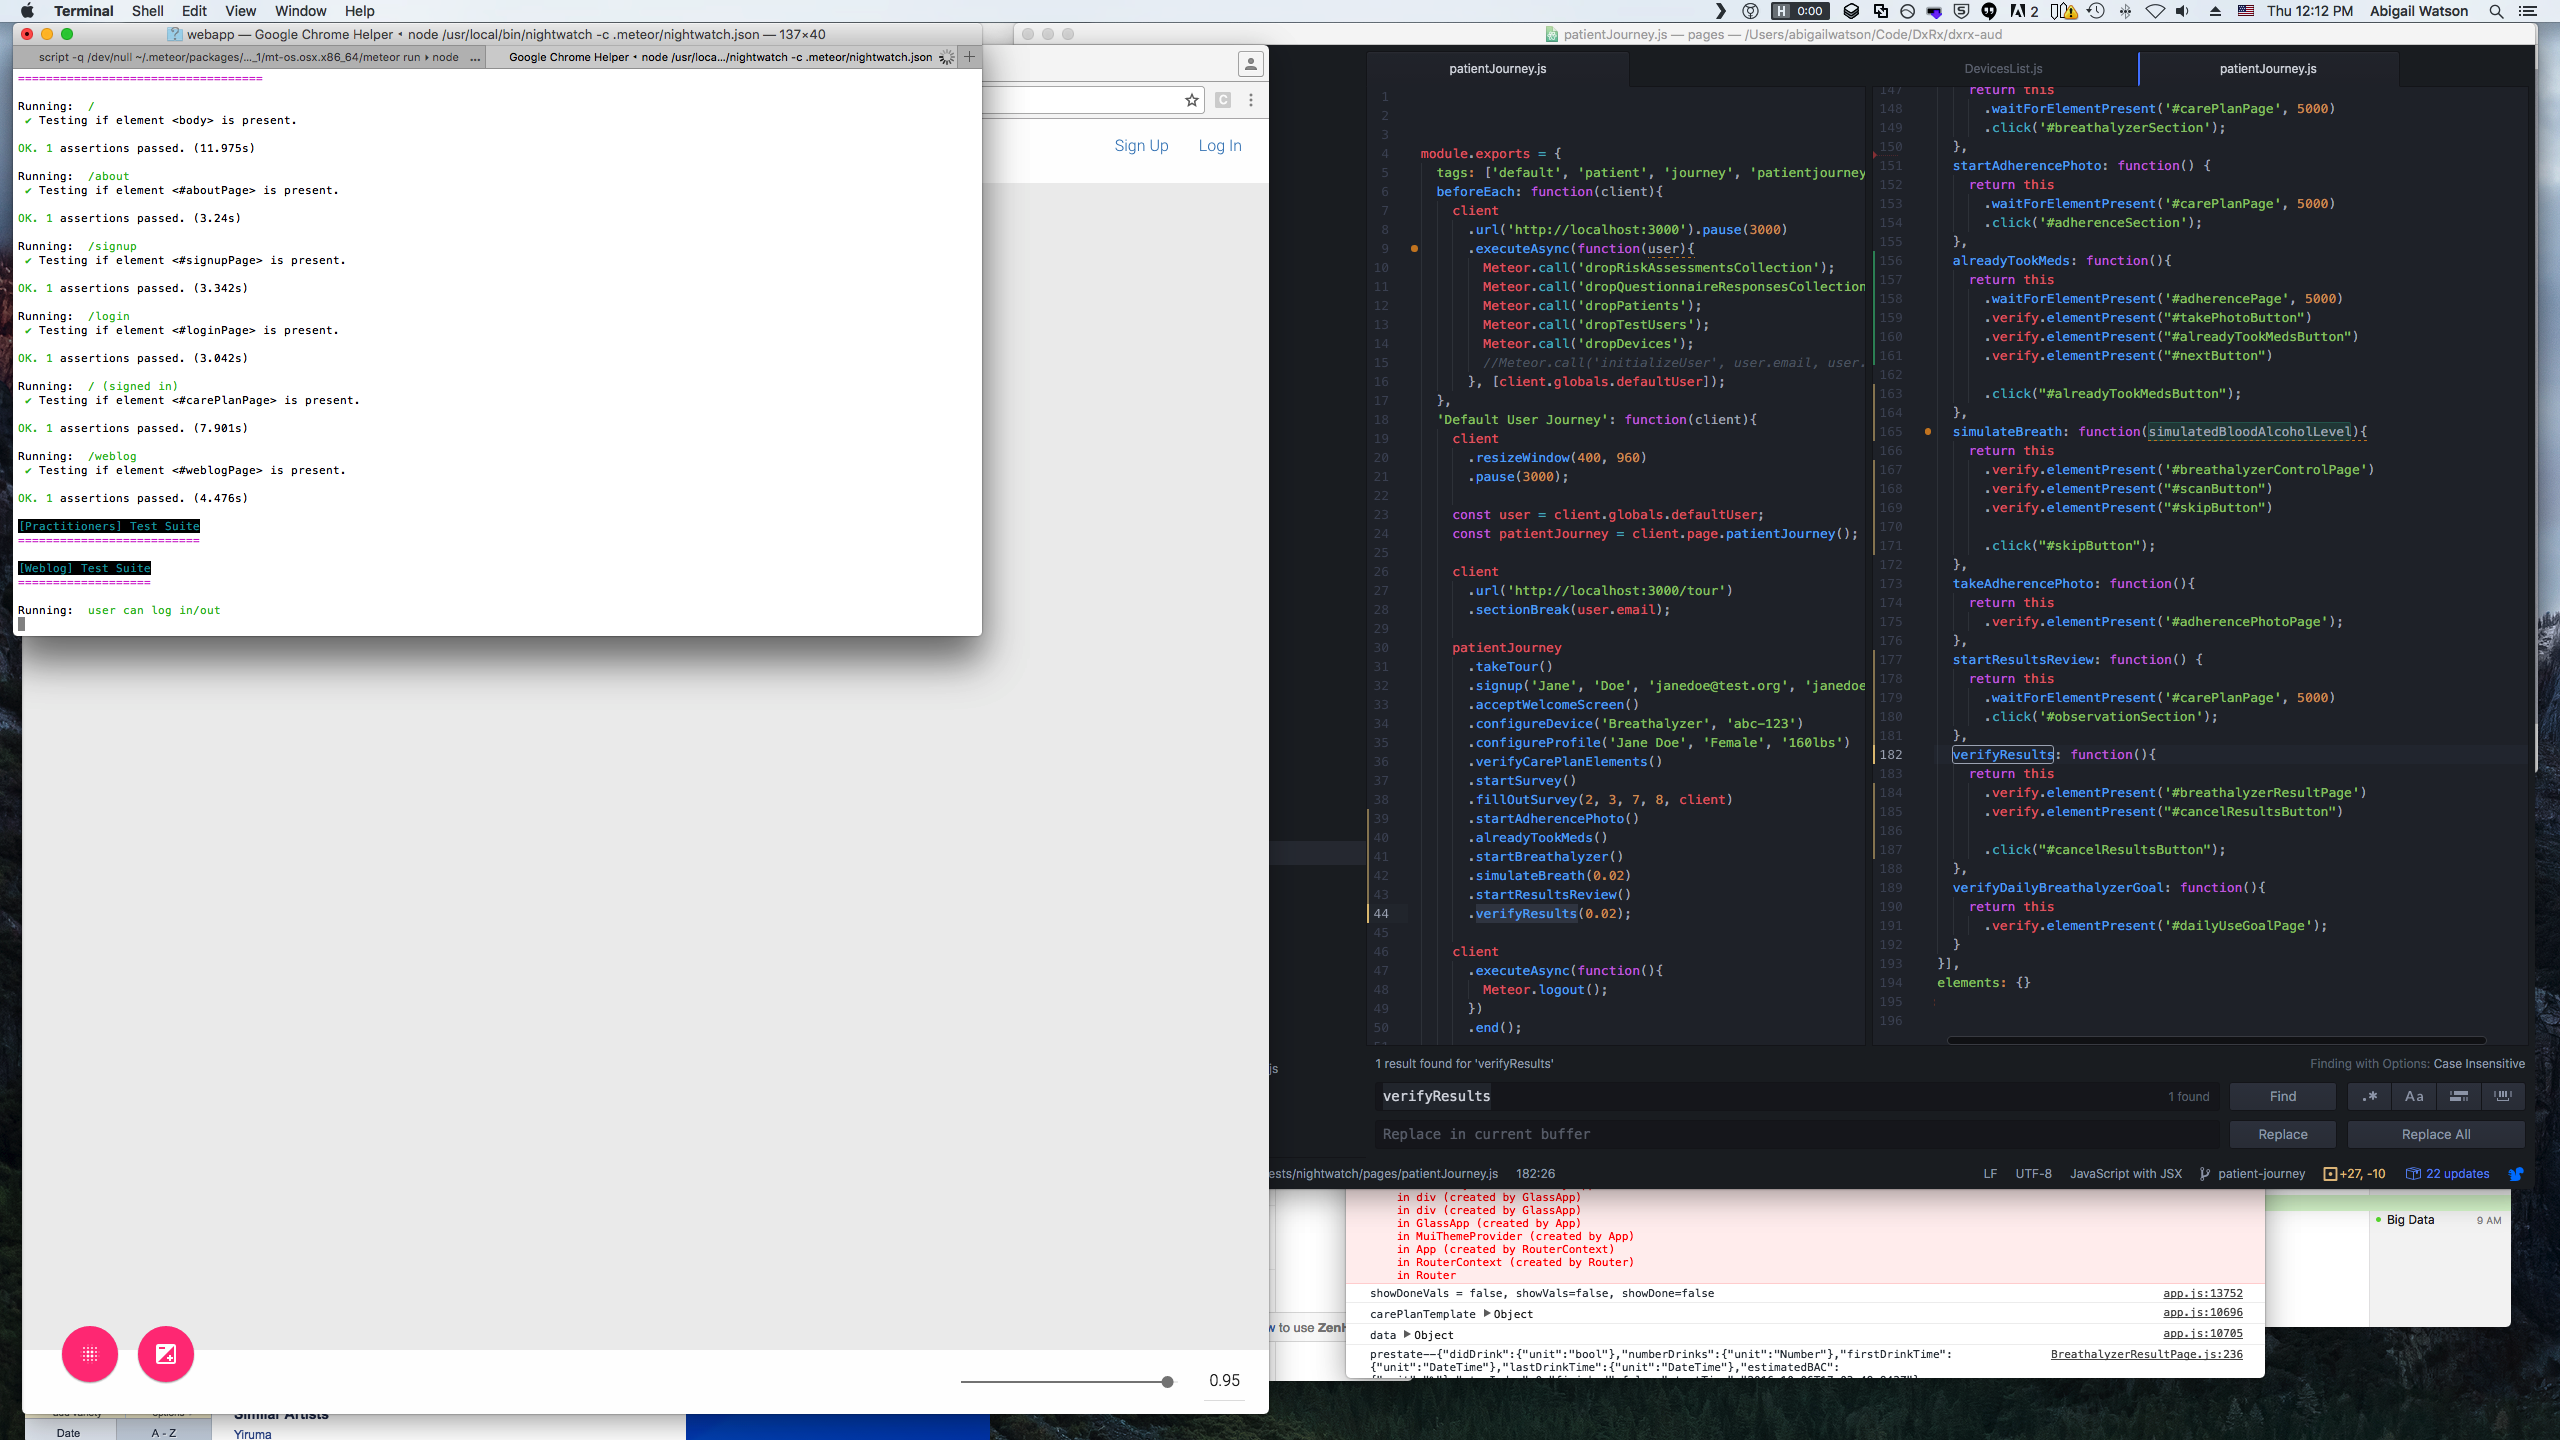 Terminal Shell Edit View Window Help
H 0:00
2
Thu 12:12 PM Abigail Watson
webapp — Google Chrome Helper ◂ node /usr/local/bin/nightwatch -c .meteor/nightwatch.json — 137×40
script -q /dev/null ~/.meteor/packages/..._1/mt-os.osx.x86_64/meteor run ▸ node ...
Google Chrome Helper ◂ node /usr/loca.../nightwatch -c .meteor/nightwatch.json
==================================
Running: /
✔ Testing if element <body> is present.
OK. 1 assertions passed. (11.975s)
Running: /about
✔ Testing if element <#aboutPage> is present.
OK. 1 assertions passed. (3.24s)
Running: /signup
✔ Testing if element <#signupPage> is present.
OK. 1 assertions passed. (3.342s)
Running: /login
✔ Testing if element <#loginPage> is present.
OK. 1 assertions passed. (3.042s)
Running: / (signed in)
✔ Testing if element <#carePlanPage> is present.
OK. 1 assertions passed. (7.901s)
Running: /weblog
✔ Testing if element <#weblogPage> is present.
OK. 1 assertions passed. (4.476s)
[Practitioners] Test Suite
==========================
[Weblog] Test Suite
===================
Running: user can log in/out
C
Sign Up Log In
0.95
Date A - Z
Similar Artists
Yiruma
patientJourney.js — pages — /Users/abigailwatson/Code/DxRx/dxrx-aud
patientJourney.js
1
2
3
4 module.exports = {
5 tags: ['default', 'patient', 'journey', 'patientjourney
6 beforeEach: function(client){
7 client
8 .url('http://localhost:3000').pause(3000)
9 .executeAsync(function(user){
10 Meteor.call('dropRiskAssessmentsCollection');
11 Meteor.call('dropQuestionnaireResponsesCollection
12 Meteor.call('dropPatients');
13 Meteor.call('dropTestUsers');
14 Meteor.call('dropDevices');
15 //Meteor.call('initializeUser', user.email, user.
16 }, [client.globals.defaultUser]);
17 },
18 'Default User Journey': function(client){
19 client
20 .resizeWindow(400, 960)
21 .pause(3000);
22
23 const user = client.globals.defaultUser;
24 const patientJourney = client.page.patientJourney();
25
26 client
27 .url('http://localhost:3000/tour')
28 .sectionBreak(user.email);
29
30 patientJourney
31 .takeTour()
32 .signup('Jane', 'Doe', 'janedoe@test.org', 'janedoe
33 .acceptWelcomeScreen()
34 .configureDevice('Breathalyzer', 'abc-123')
35 .configureProfile('Jane Doe', 'Female', '160lbs')
36 .verifyCarePlanElements()
37 .startSurvey()
38 .fillOutSurvey(2, 3, 7, 8, client)
39 .startAdherencePhoto()
40 .alreadyTookMeds()
41 .startBreathalyzer()
42 .simulateBreath(0.02)
43 .startResultsReview()
44 .verifyResults(0.02);
45
46 client
47 .executeAsync(function(){
48 Meteor.logout();
49 })
50 .end();
DevicesList.js patientJourney.js
147 return this
148 .waitForElementPresent('#carePlanPage', 5000)
149 .click('#breathalyzerSection');
150 },
151 startAdherencePhoto: function() {
152 return this
153 .waitForElementPresent('#carePlanPage', 5000)
154 .click('#adherenceSection');
155 },
156 alreadyTookMeds: function(){
157 return this
158 .waitForElementPresent('#adherencePage', 5000)
159 .verify.elementPresent("#takePhotoButton")
160 .verify.elementPresent("#alreadyTookMedsButton")
161 .verify.elementPresent("#nextButton")
162
163 .click("#alreadyTookMedsButton");
164 },
165 simulateBreath: function(simulatedBloodAlcoholLevel){
166 return this
167 .verify.elementPresent('#breathalyzerControlPage')
168 .verify.elementPresent("#scanButton")
169 .verify.elementPresent("#skipButton")
170
171 .click("#skipButton");
172 },
173 takeAdherencePhoto: function(){
174 return this
175 .verify.elementPresent('#adherencePhotoPage');
176 },
177 startResultsReview: function() {
178 return this
179 .waitForElementPresent('#carePlanPage', 5000)
180 .click('#observationSection');
181 },
182 verifyResults: function(){
183 return this
184 .verify.elementPresent('#breathalyzerResultPage')
185 .verify.elementPresent("#cancelResultsButton")
186
187 .click("#cancelResultsButton");
188 },
189 verifyDailyBreathalyzerGoal: function(){
190 return this
191 .verify.elementPresent('#dailyUseGoalPage');
192 }
193 }],
194 elements: {}
195
196
js
1 result found for 'verifyResults' Finding with Options: Case Insensitive
verifyResults 1 found Find .* Aa
Replace in current buffer Replace Replace All
ests/nightwatch/pages/patientJourney.js 182:26 LF UTF-8 JavaScript with JSX patient-journey +27, -10 22 updates
in div (created by GlassApp)
in div (created by GlassApp)
in GlassApp (created by App)
in MuiThemeProvider (created by App)
in App (created by RouterContext)
in RouterContext (created by Router)
in Router
showDoneVals = false, showVals=false, showDone=false app.js:13752
carePlanTemplate ▶Object app.js:10696
data ▶Object app.js:10705
prestate--{"didDrink":{"unit":"bool"},"numberDrinks":{"unit":"Number"},"firstDrinkTime": BreathalyzerResultPage.js:236
{"unit":"DateTime"},"lastDrinkTime":{"unit":"DateTime"},"estimatedBAC":
to use Zen
Big Data 9 AM